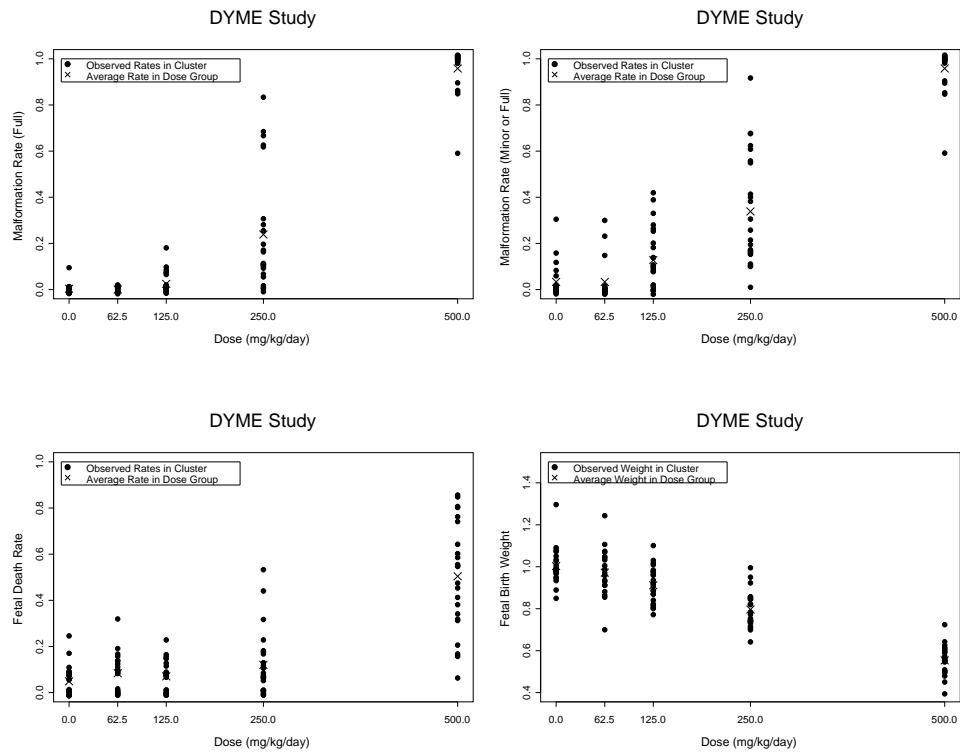 DYME Study
Malformation Rate (Full)
1.0
0.8
0.6
0.4
0.2
0.0
Observed Rates in Cluster
Average Rate in Dose Group
0.0 62.5 125.0 250.0 500.0
Dose (mg/kg/day)
DYME Study
Malformation Rate (Minor or Full)
1.0
0.8
0.6
0.4
0.2
0.0
Observed Rates in Cluster
Average Rate in Dose Group
0.0 62.5 125.0 250.0 500.0
Dose (mg/kg/day)
DYME Study
Fetal Death Rate
1.0
0.8
0.6
0.4
0.2
0.0
Observed Rates in Cluster
Average Rate in Dose Group
0.0 62.5 125.0 250.0 500.0
Dose (mg/kg/day)
DYME Study
Fetal Birth Weight
1.4
1.2
1.0
0.8
0.6
0.4
Observed Weight in Cluster
Average Weight in Dose Group
0.0 62.5 125.0 250.0 500.0
Dose (mg/kg/day)